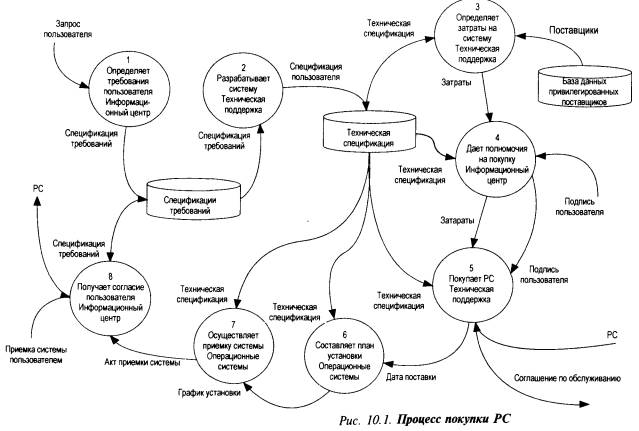 Запрос
пользователя
1
Определяет
требования
пользователя
Информаци-
онный центр
Спецификация
требований
2
Разрабатывает
систему
Техническая
поддержка
Спецификация
требований
Спецификация
пользователя
Техническая
спецификация
3
Определяет
затраты на
систему
Техническая
поддержка
Поставщики
База данных
привилегированных
поставщиков
Затраты
Техническая
спецификация
4
Дает полномочия
на покупку
Информационный
центр
Техническая
спецификация
Подпись
пользователя
Затараты
Подпись
пользователя
Спецификации
требований
PC
Спецификация
требований
8
Получает согласие
пользователя
Информационный
центр
Приемка системы
пользователем
Акт приемки системы
Техническая
спецификация
7
Осуществляет
приемку системы
Операционные
системы
График установки
Техническая
спецификация
6
Составляет план
установки
Операционные
системы
Дата поставки
Техническая
спецификация
5
Покупает PC
Техническая
поддержка
PC
Соглашение по обслуживанию
Рис. 10.1. Процесс покупки PC